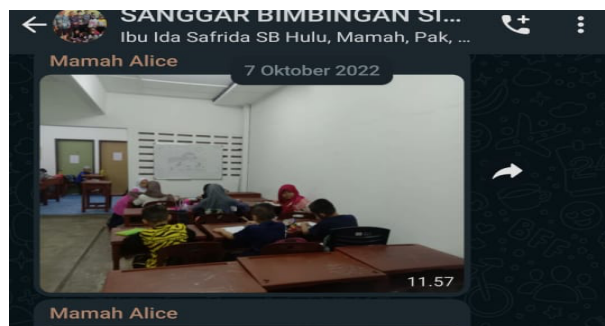 SANGGAR BIMBINGAN SI...
Ibu Ida Safrida SB Hulu, Mamah, Pak, ...
Mamah Alice
7 Oktober 2022
11.57
Mamah Alice